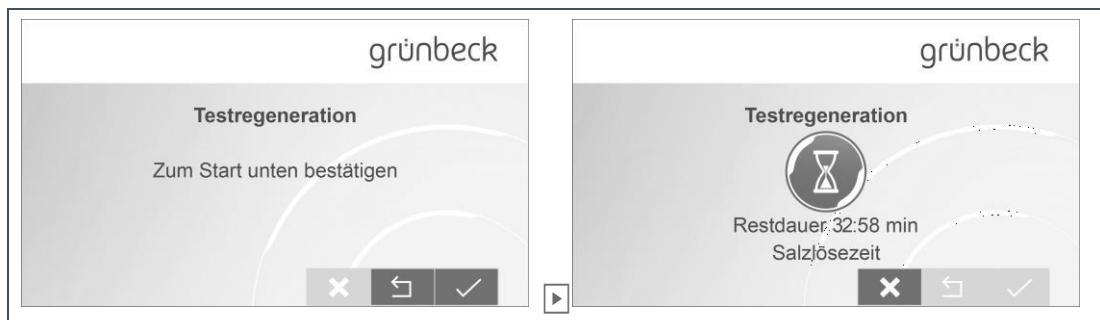 grünbeck
Testregeneration
Zum Start unten bestätigen
grünbeck
Testregeneration
Restdauer 32:58 min
Salzlösezeit